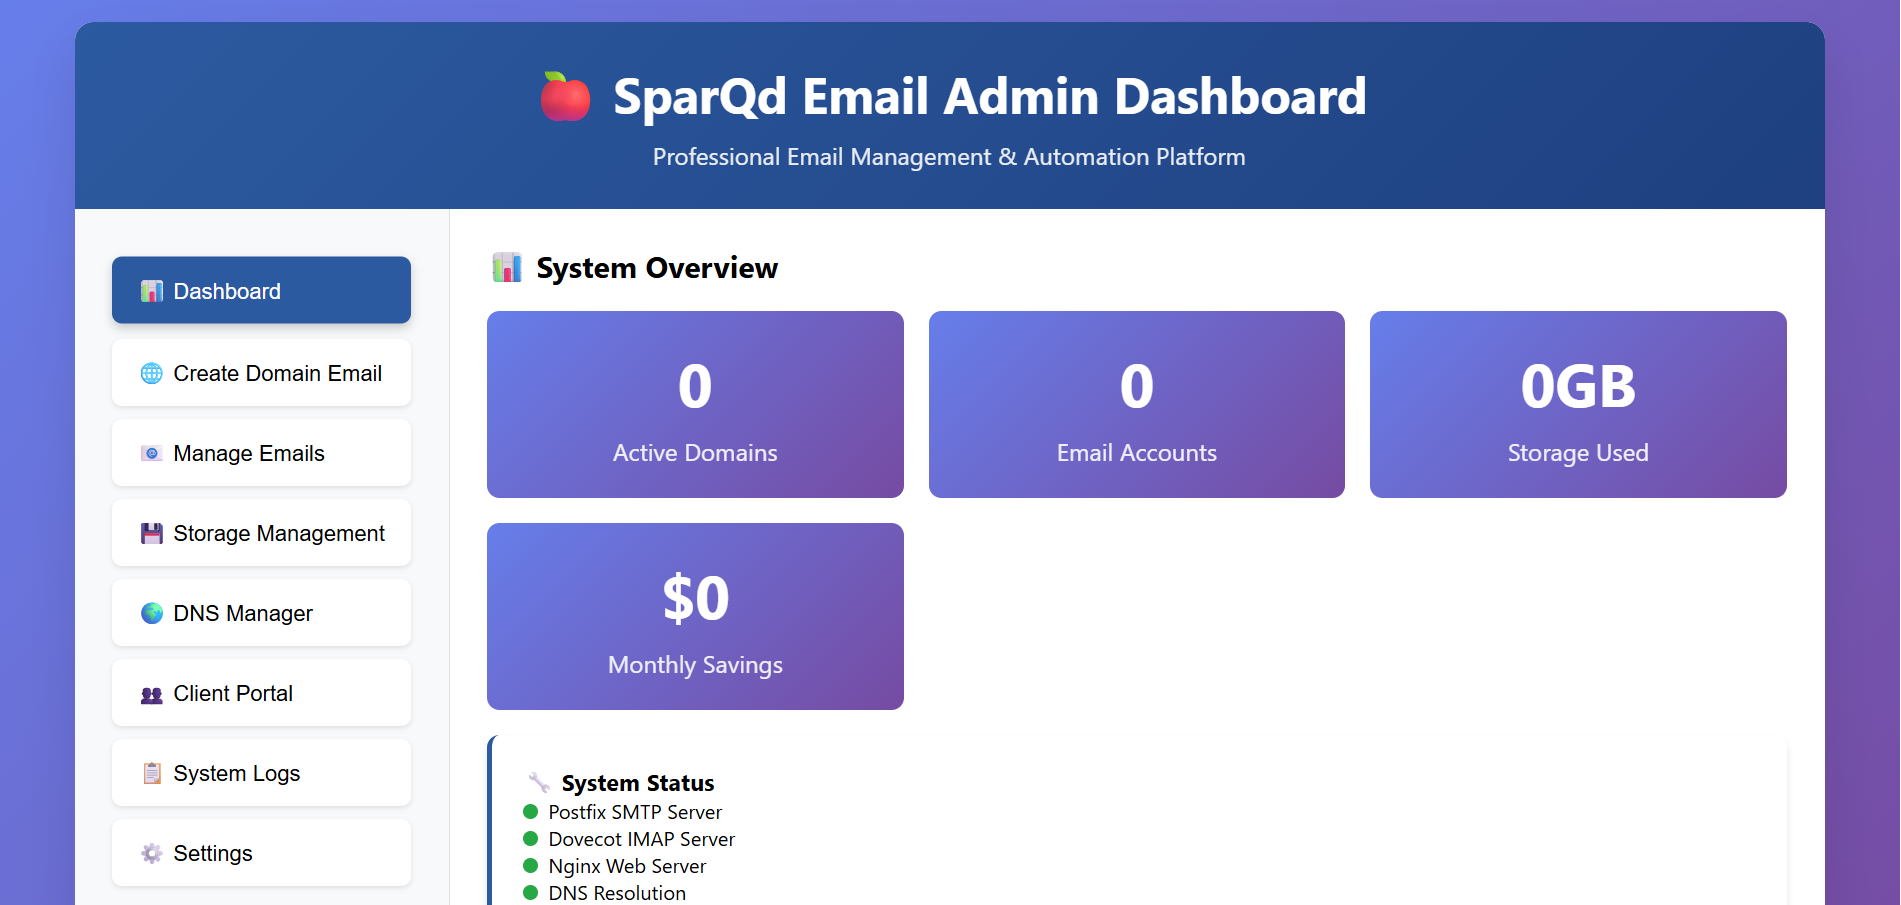 SparQd Email Admin Dashboard
Professional Email Management & Automation Platform
Dashboard
Create Domain Email
Manage Emails
Storage Management
DNS Manager
Client Portal
System Logs
Settings
System Overview
0
Active Domains
0
Email Accounts
0GB
Storage Used
$0
Monthly Savings
System Status
Postfix SMTP Server
Dovecot IMAP Server
Nginx Web Server
DNS Resolution